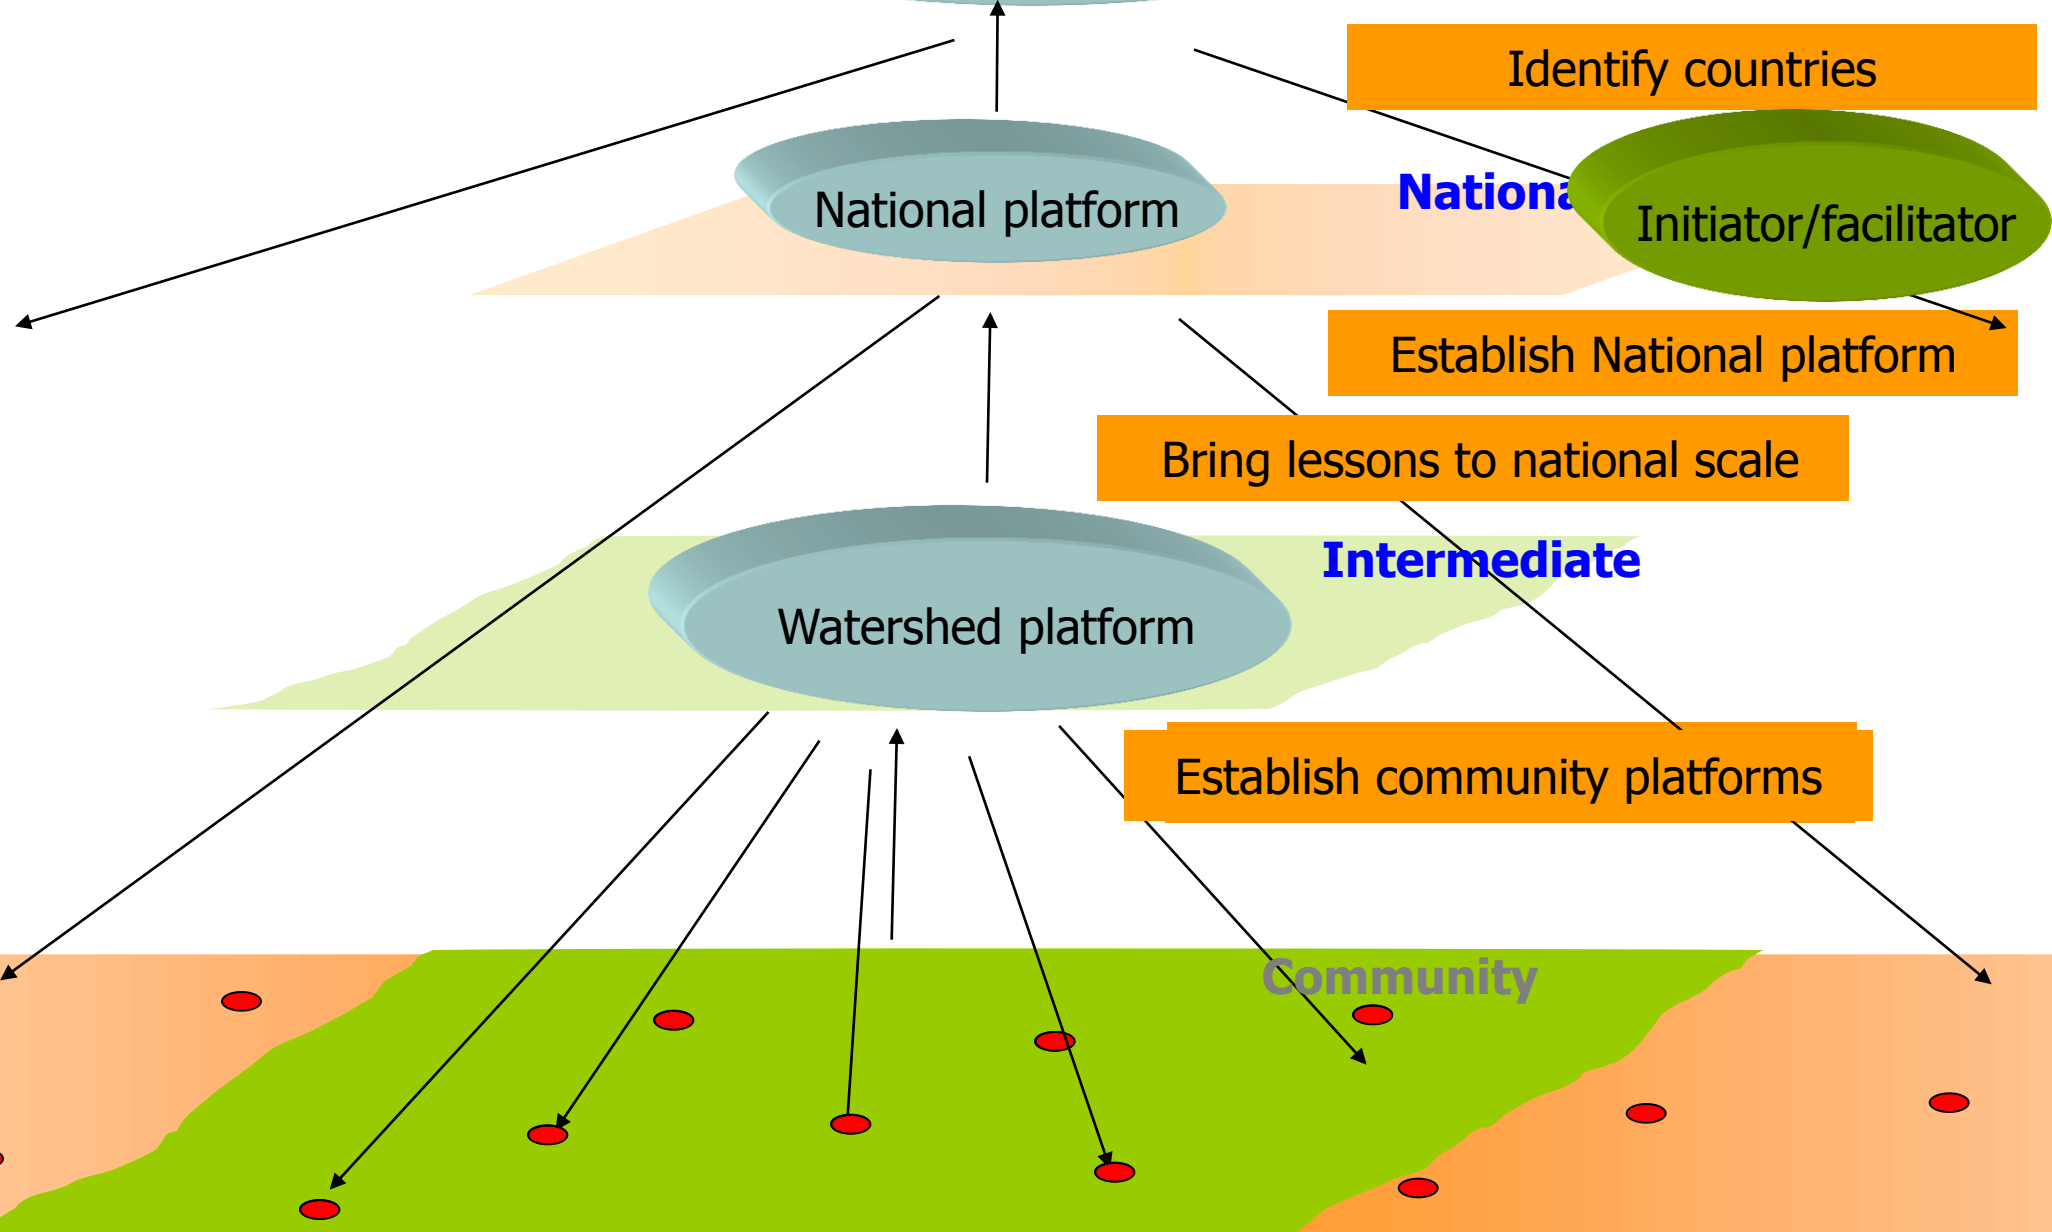 Identify countries
National platform
Nationa
Initiator/facilitator
Establish National platform
Bring lessons to national scale
Intermediate
Watershed platform
Establish community platforms
Community